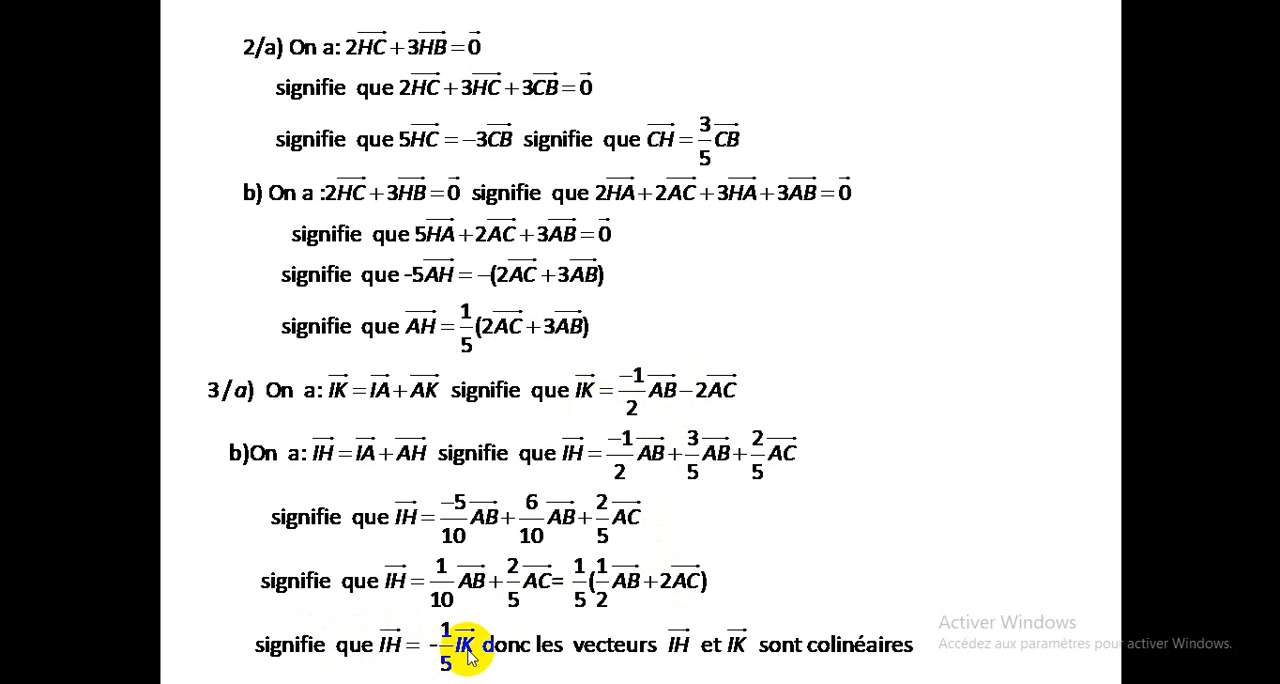 2/a) On a: 2HC⃗ + 3HB⃗ = 0⃗
signifie que 2HC⃗ + 3HC⃗ + 3CB⃗ = 0⃗
signifie que 5HC⃗ = −3CB⃗ signifie que CH⃗ = 3/5 CB⃗
b) On a :2HC⃗ + 3HB⃗ = 0⃗ signifie que 2HA⃗ + 2AC⃗ + 3HA⃗ + 3AB⃗ = 0⃗
signifie que 5HA⃗ + 2AC⃗ + 3AB⃗ = 0⃗
signifie que -5AH⃗ = −(2AC⃗ + 3AB⃗)
signifie que AH⃗ = 1/5 (2AC⃗ + 3AB⃗)
3/a) On a: IK⃗ = IA⃗ + AK⃗ signifie que IK⃗ = −1/2 AB⃗ − 2AC⃗
b)On a: IH⃗ = IA⃗ + AH⃗ signifie que IH⃗ = −1/2 AB⃗ + 3/5 AB⃗ + 2/5 AC⃗
signifie que IH⃗ = −5/10 AB⃗ + 6/10 AB⃗ + 2/5 AC⃗
signifie que IH⃗ = 1/10 AB⃗ + 2/5 AC⃗ = 1/5 (1/2 AB⃗ + 2AC⃗)
signifie que IH⃗ = -1/5 IK⃗ donc les vecteurs IH⃗ et IK⃗ sont colinéaires
Activer Windows
Accédez aux paramètres pour activer Windows.